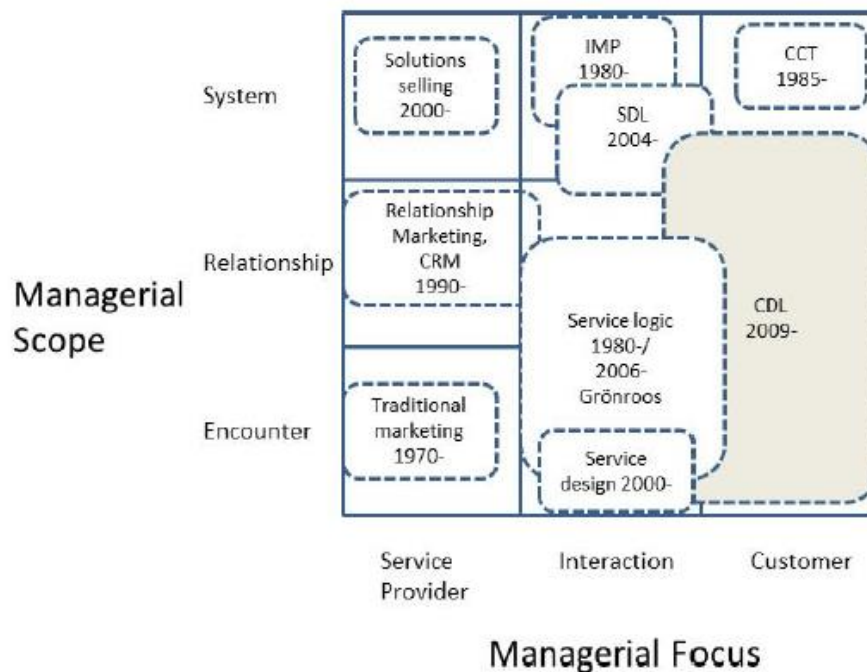 System
Solutions
selling
2000-
IMP
1980-
SDL
2004-
CCT
1985-
Managerial
Scope
Relationship
Relationship
Marketing,
CRM
1990-
Service logic
1980-/
2006-
Grönroos
CDL
2009-
Encounter
Traditional
marketing
1970-
Service
design 2000-
Service
Provider
Interaction
Customer
Managerial Focus